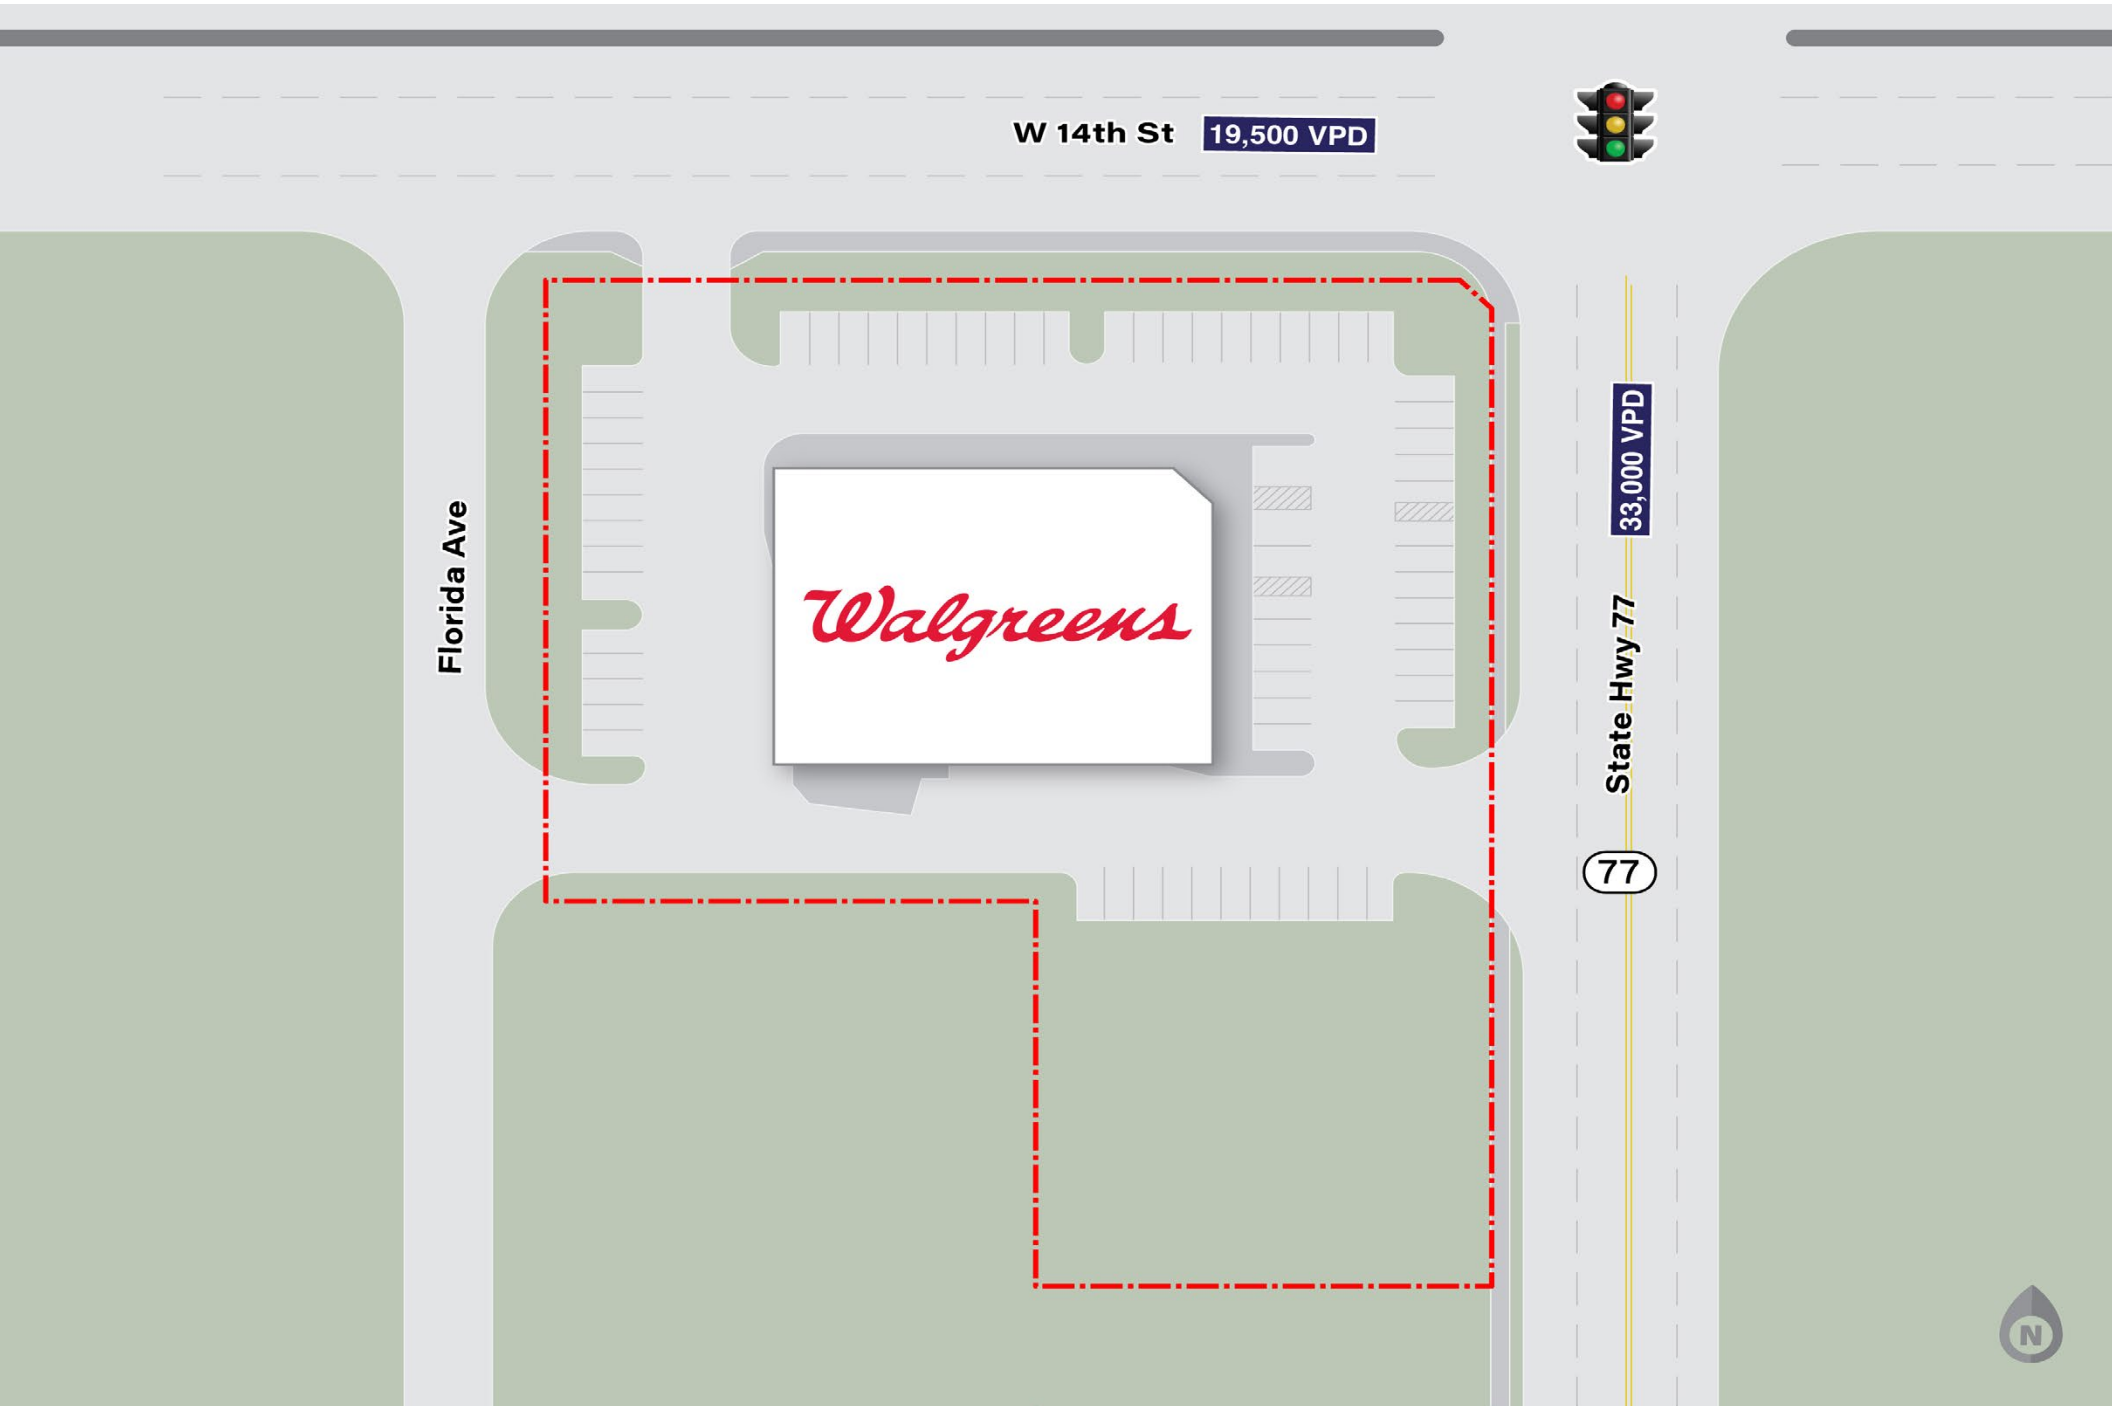 W 14th St
19,500 VPD
33,000 VPD
Florida Ave
Walgreens
State Hwy 77
77
N